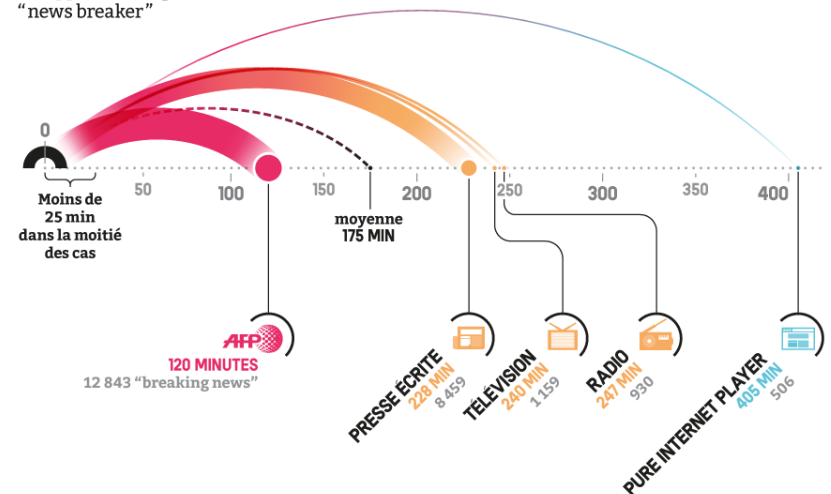 “news breaker”
0
50
100
150
200
250
300
350
400
Moins de
25 min
dans la moitié
des cas
moyenne
175 MIN
AFP
120 MINUTES
12 843 “breaking news”
PRESSE ÉCRITE
228 MIN
8 459
TÉLÉVISION
240 MIN
1 159
RADIO
247 MIN
930
PURE INTERNET PLAYER
405 MIN
506